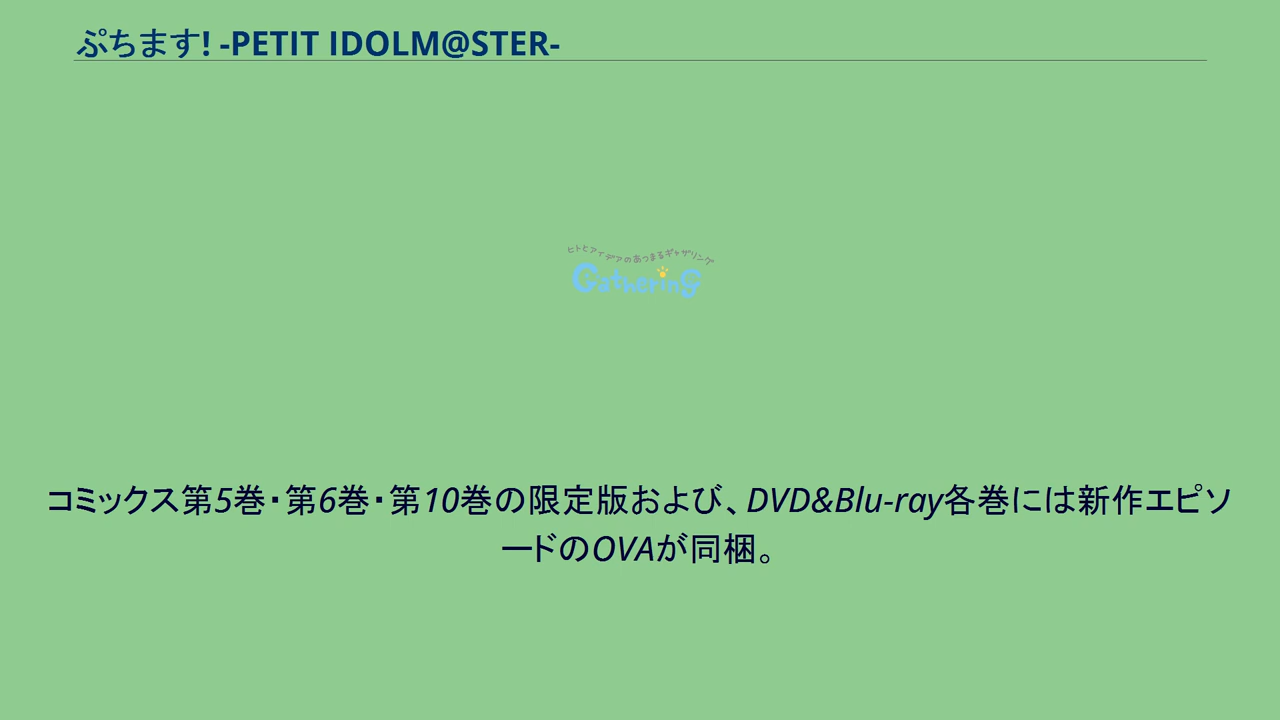 ぷちます! -PETIT IDOLM@STER-
ヒトとアイデアのあつまるギャザリング
Gathering
コミックス第5巻・第6巻・第10巻の限定版および、DVD&Blu-ray各巻には新作エピソ
ードのOVAが同梱。